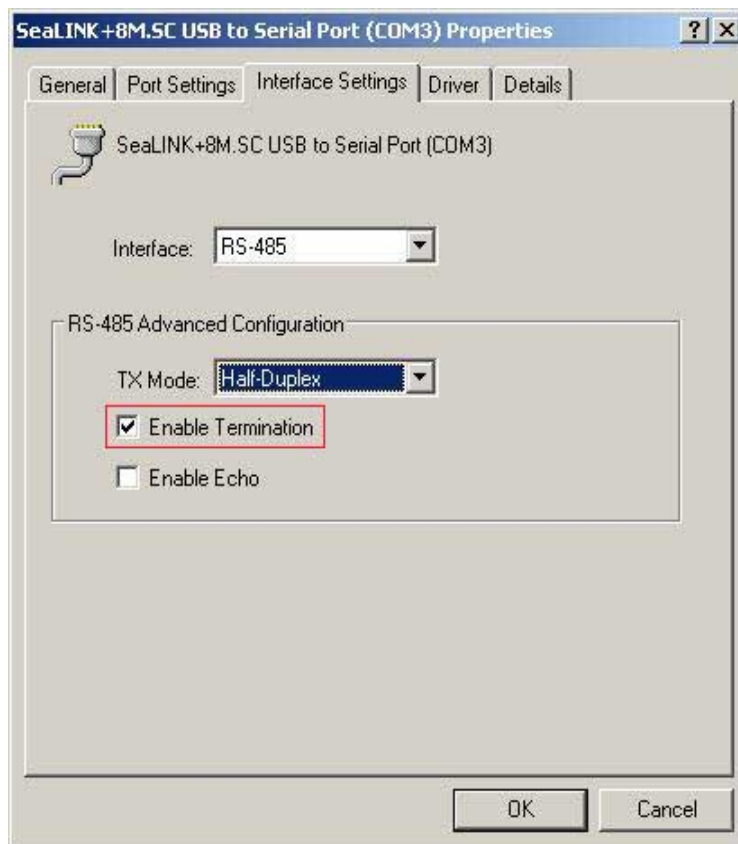 SeaLINK+8M.SC USB to Serial Port (COM3) Properties
General Port Settings Interface Settings Driver Details
SeaLINK+8M.SC USB to Serial Port (COM3)
Interface: RS-485
RS-485 Advanced Configuration
TX Mode: Half-Duplex
Enable Termination
Enable Echo
OK Cancel